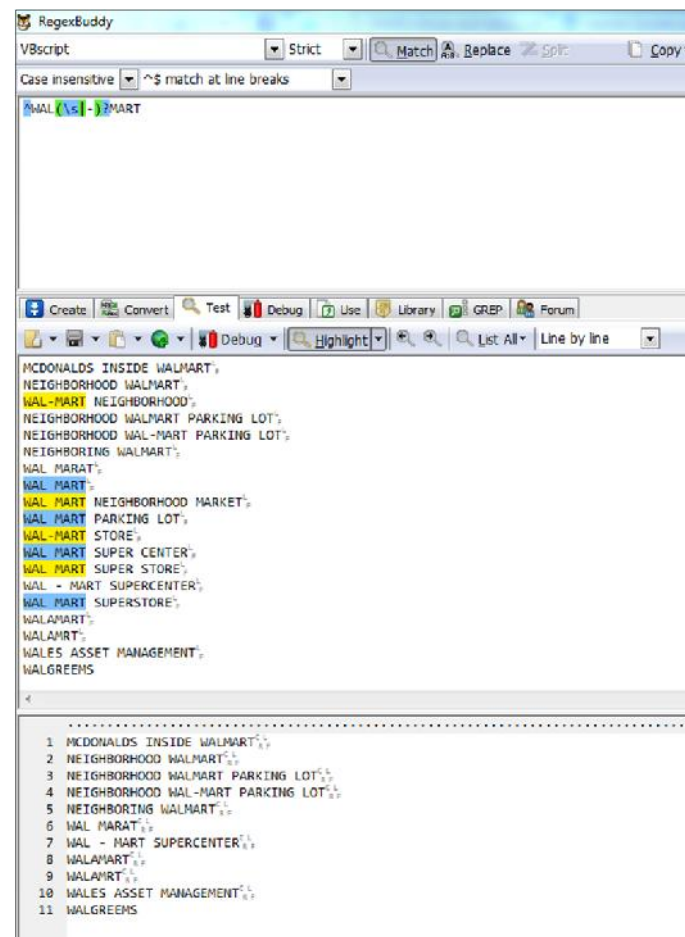 RegexBuddy
VBscript Strict Match Replace Split Copy
Case insensitive ^$ match at line breaks
^WAL(\s|-)?MART
Create Convert Test Debug Use Library GREP Forum
Debug Highlight List All Line by line
MCDONALDS INSIDE WALMART
NEIGHBORHOOD WALMART
WAL-MART NEIGHBORHOOD
NEIGHBORHOOD WALMART PARKING LOT
NEIGHBORHOOD WAL-MART PARKING LOT
NEIGHBORING WALMART
WAL MARAT
WAL MART
WAL MART NEIGHBORHOOD MARKET
WAL MART PARKING LOT
WAL-MART STORE
WAL MART SUPER CENTER
WAL MART SUPER STORE
WAL - MART SUPERCENTER
WAL MART SUPERSTORE
WALAMART
WALAMRT
WALES ASSET MANAGEMENT
WALGREEMS
1 MCDONALDS INSIDE WALMART
2 NEIGHBORHOOD WALMART
3 NEIGHBORHOOD WALMART PARKING LOT
4 NEIGHBORHOOD WAL-MART PARKING LOT
5 NEIGHBORING WALMART
6 WAL MARAT
7 WAL - MART SUPERCENTER
8 WALAMART
9 WALAMRT
10 WALES ASSET MANAGEMENT
11 WALGREEMS